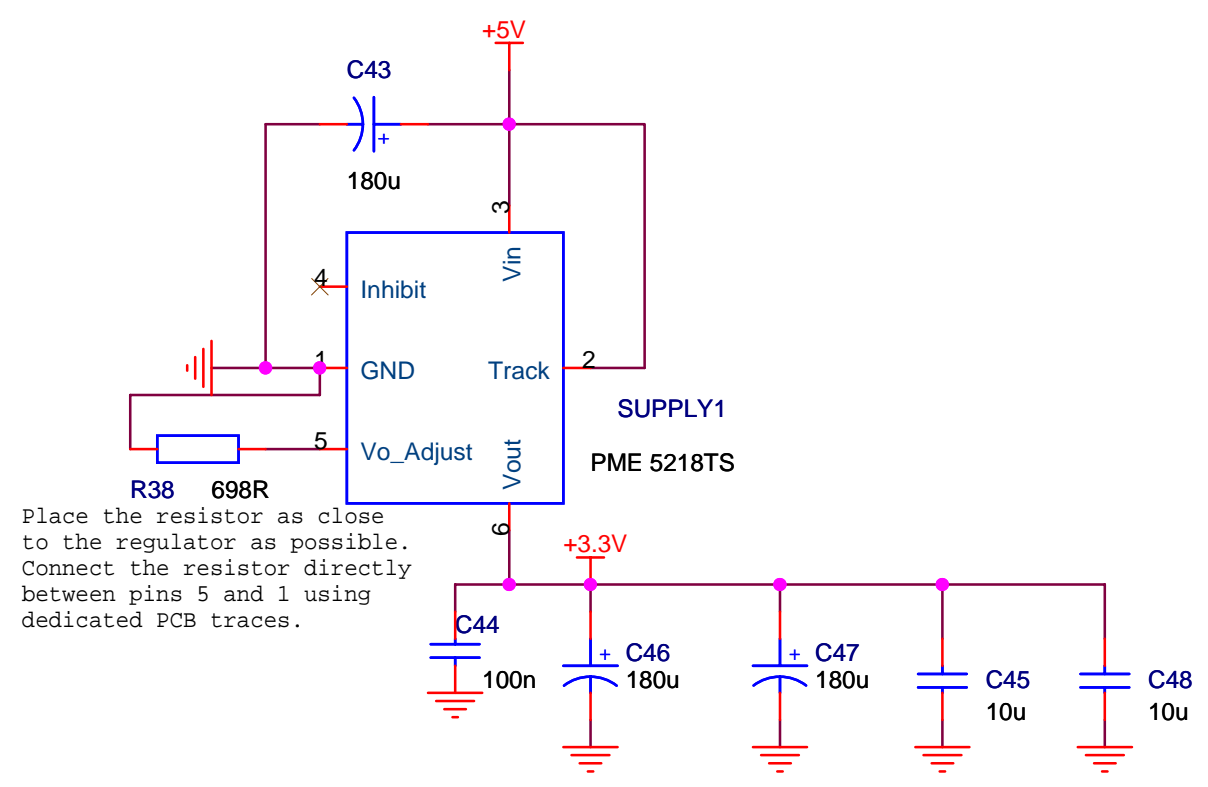 +5V
C43
+
180u
3
Vin
4
Inhibit
1
GND
Track
2
SUPPLY1
5
Vo_Adjust
Vout
PME 5218TS
R38 698R
Place the resistor as close
to the regulator as possible.
Connect the resistor directly
between pins 5 and 1 using
dedicated PCB traces.
6
+3.3V
C44
100n
+
C46
180u
+
C47
180u
C45
10u
C48
10u